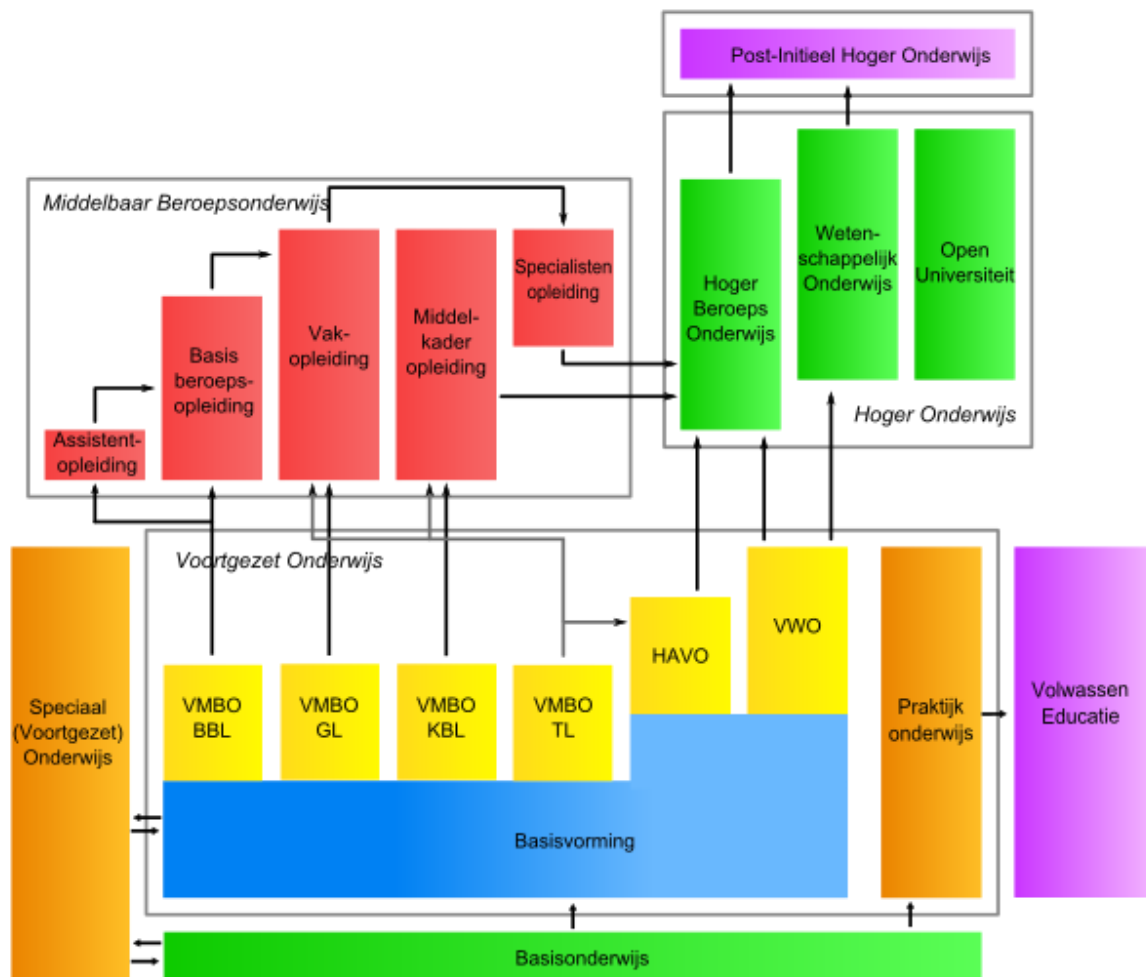 Post-Initieel Hoger Onderwijs
Middelbaar Beroepsonderwijs
Assistent-
opleiding
Basis
beroeps-
opleiding
Vak-
opleiding
Middel-
kader
opleiding
Specialisten
opleiding
Hoger
Beroeps
Onderwijs
Weten-
schappelijk
Onderwijs
Open
Universiteit
Hoger Onderwijs
Voortgezet Onderwijs
Speciaal
(Voortgezet)
Onderwijs
VMBO
BBL
VMBO
GL
VMBO
KBL
VMBO
TL
HAVO
VWO
Praktijk
onderwijs
Volwassen
Educatie
Basisvorming
Basisonderwijs